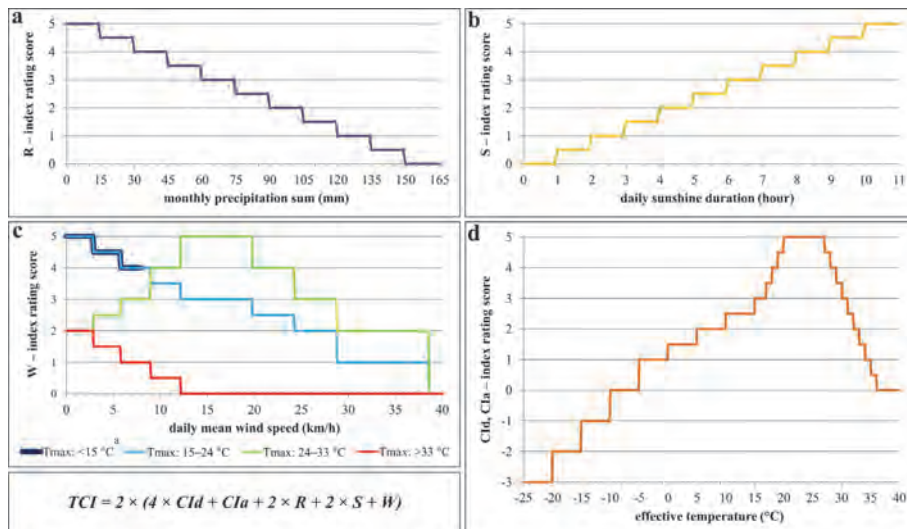 a
R – index rating score
5
4
3
2
1
0
0 15 30 45 60 75 90 105 120 135 150 165
monthly precipitation sum (mm)
b
S – index rating score
5
4
3
2
1
0
0 1 2 3 4 5 6 7 8 9 10 11
daily sunshine duration (hour)
c
W – index rating score
5
4
3
2
1
0
0 5 10 15 20 25 30 35 40
daily mean wind speed (km/h)
Tmax: <15 °C a Tmax: 15–24 °C Tmax: 24–33 °C Tmax: >33 °C
TCI = 2 × (4 × CId + CIa + 2 × R + 2 × S + W)
d
CId, CIa – index rating score
5
4
3
2
1
0
-1
-2
-3
-25 -20 -15 -10 -5 0 5 10 15 20 25 30 35 40
effective temperature (°C)